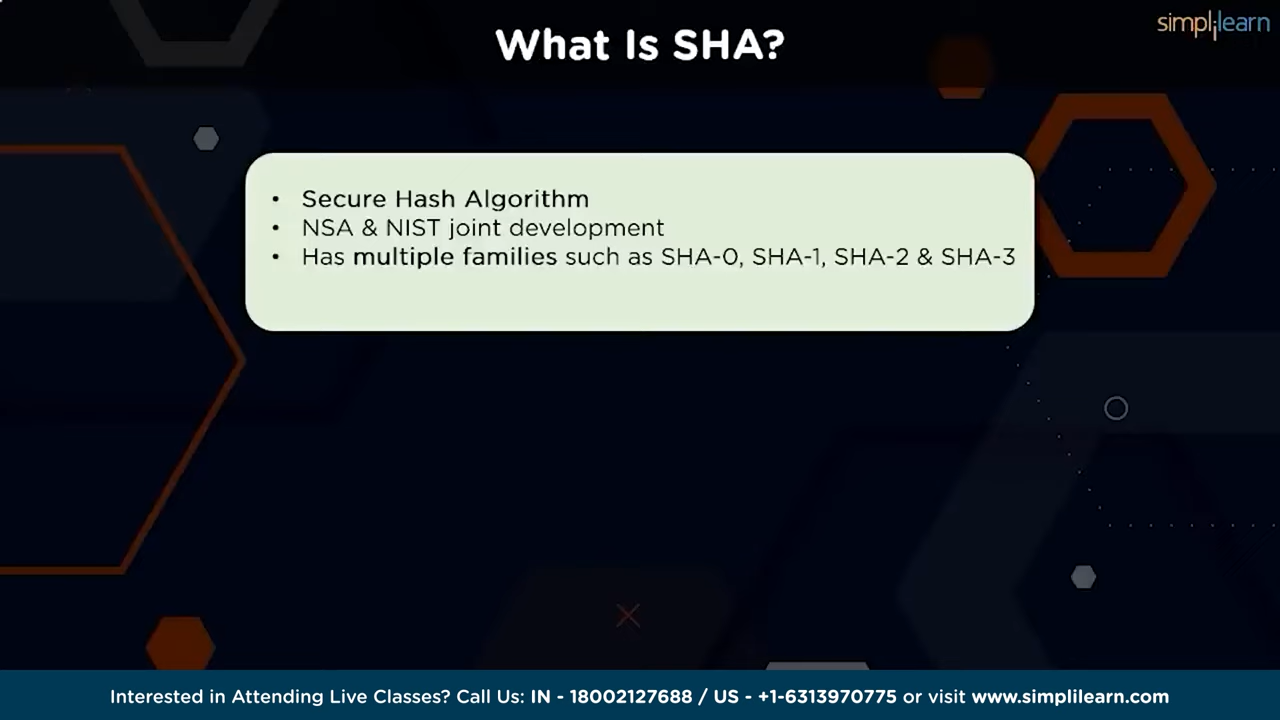 simplilearn
What Is SHA?
• Secure Hash Algorithm
• NSA & NIST joint development
• Has multiple families such as SHA-0, SHA-1, SHA-2 & SHA-3
Interested in Attending Live Classes? Call Us: IN - 18002127688 / US - +1-6313970775 or visit www.simplilearn.com